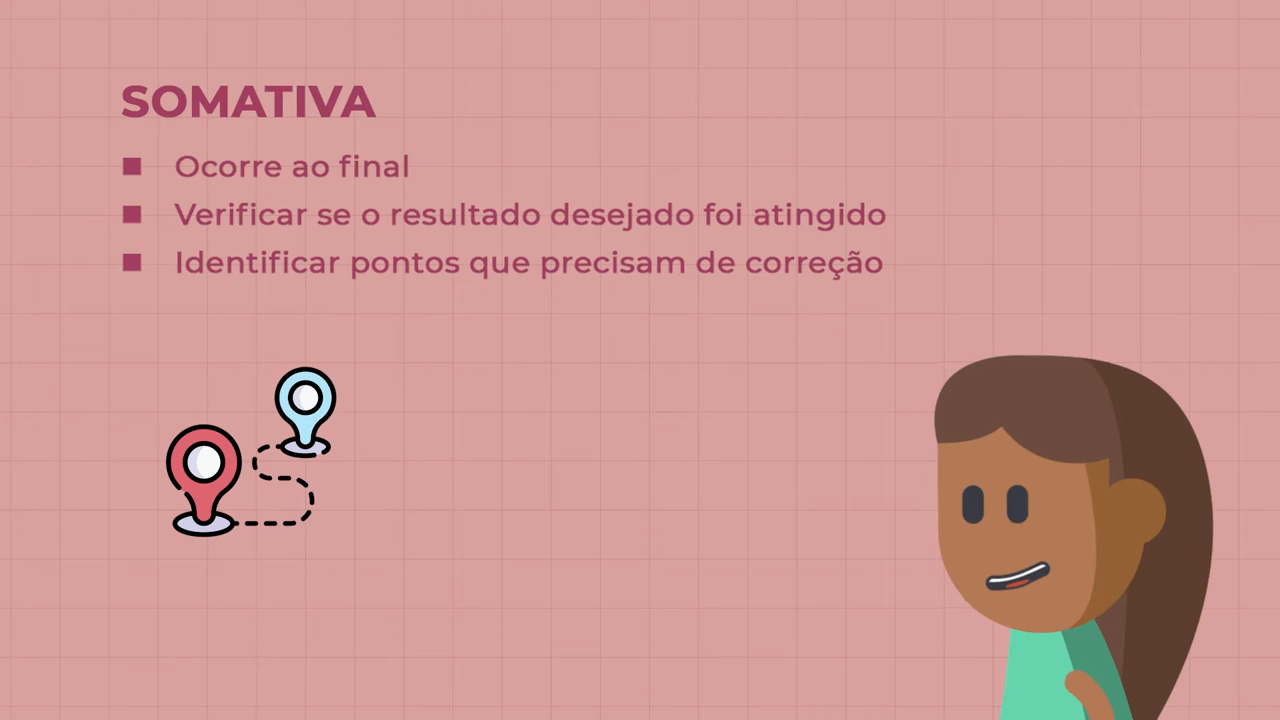 SOMATIVA
Ocorre ao final
Verificar se o resultado desejado foi atingido
Identificar pontos que precisam de correção